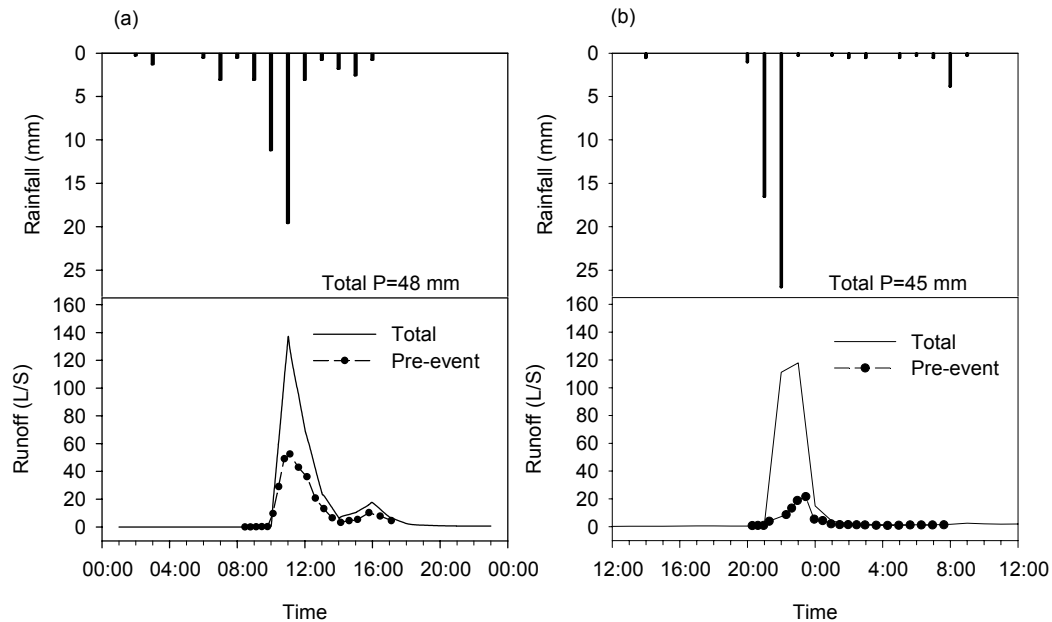 (a)
0
5
10
15
20
25
Rainfall (mm)
Total P=48 mm
160
140
120
100
80
60
40
20
0
Runoff (L/S)
Total
Pre-event
00:00 08:00 12:00 16:00 20:00 00:00
Time
(b)
0
5
10
15
20
25
Rainfall (mm)
Total P=45 mm
160
140
120
100
80
60
40
20
0
Runoff (L/S)
Total
Pre-event
12:00 16:00 20:00 0:00 4:00 8:00 12:00
Time